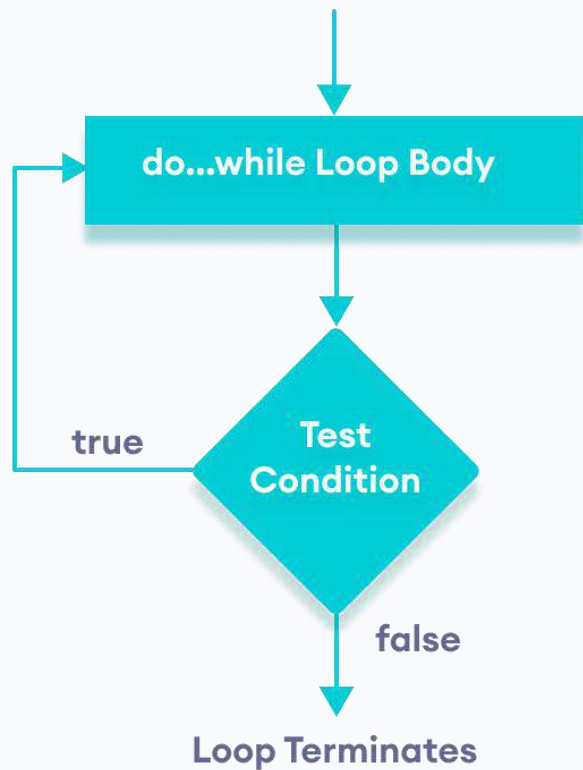 do...while Loop Body
Test
Condition
true
false
Loop Terminates